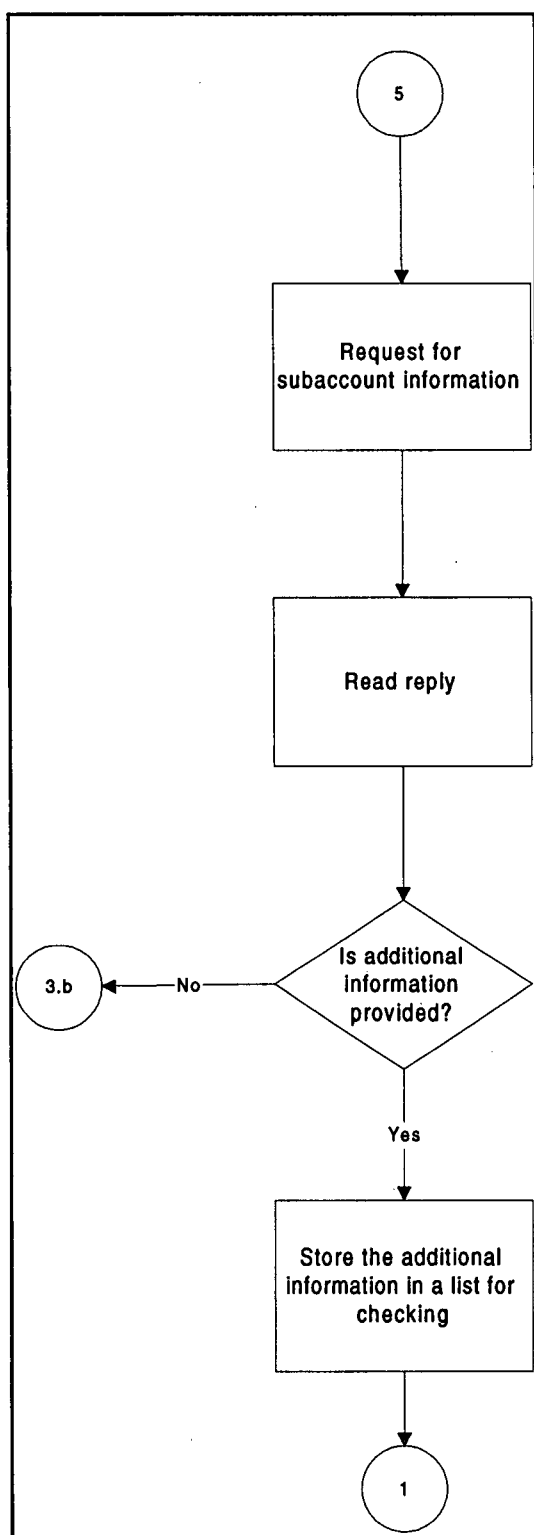 5
Request for
subaccount information
Read reply
Is additional
information
provided?
3.b
No
Yes
Store the additional
information in a list for
checking
1